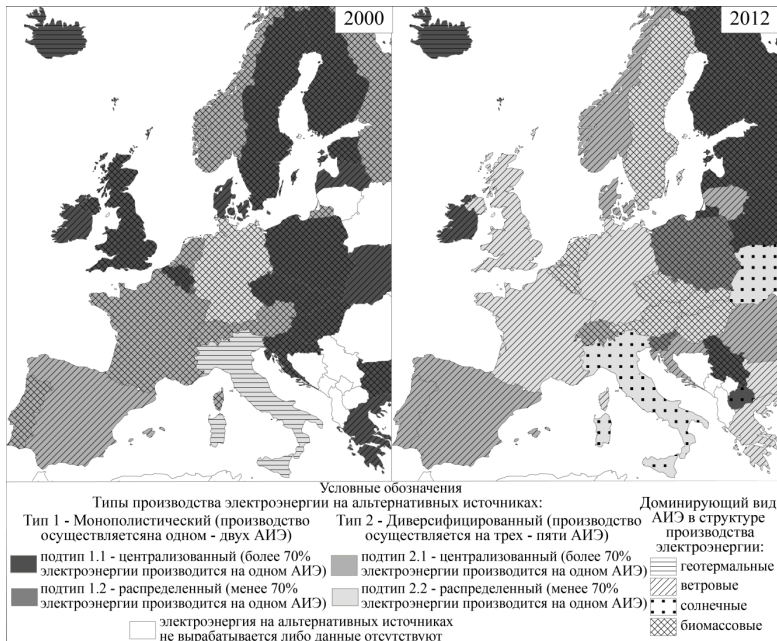 2000
2012
Условные обозначения
Типы производства электроэнергии на альтернативных источниках:
Тип 1 - Монополистический (производство
осуществляетсяна одном - двух АИЭ)
подтип 1.1 - централизованный (более 70%
электроэнергии производится на одном АИЭ)
подтип 1.2 - распределенный (менее 70%
электроэнергии производится на одном АИЭ)
Тип 2 - Диверсифицированный (производство
осуществляется на трех - пяти АИЭ)
подтип 2.1 - централизованный (более 70%
электроэнергии производится на одном АИЭ)
подтип 2.2 - распределенный (менее 70%
электроэнергии производится на одном АИЭ)
электроэнергия на альтернативных источниках
не вырабатывается либо данные отсутствуют
Доминирующий вид
АИЭ в структуре
производства
электроэнергии:
геотермальные
ветровые
солнечные
биомассовые